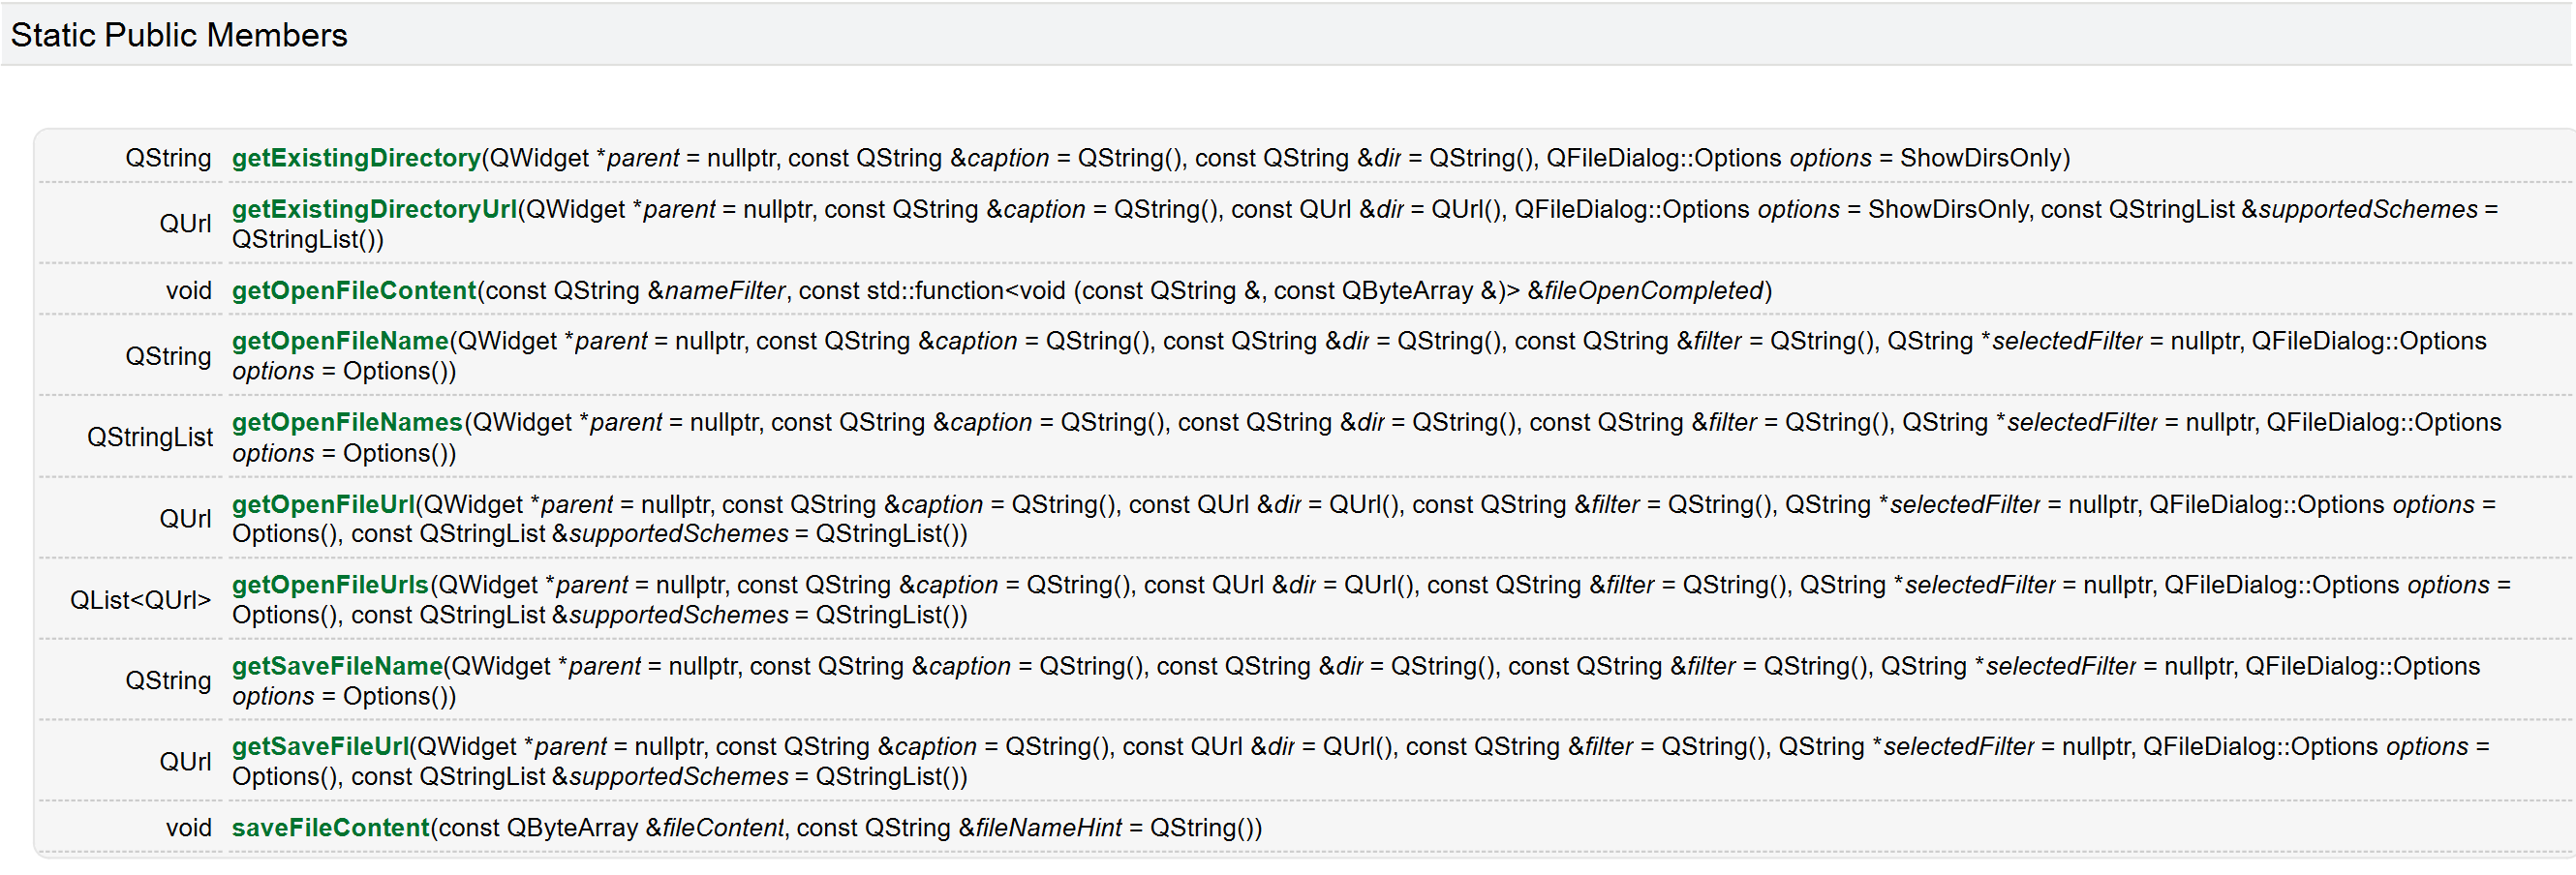 Static Public Members
QString getExistingDirectory(QWidget *parent = nullptr, const QString &caption = QString(), const QString &dir = QString(), QFileDialog::Options options = ShowDirsOnly)
QUrl getExistingDirectoryUrl(QWidget *parent = nullptr, const QString &caption = QString(), const QUrl &dir = QUrl(), QFileDialog::Options options = ShowDirsOnly, const QStringList &supportedSchemes =
QStringList())
void getOpenFileContent(const QString &nameFilter, const std::function<void (const QString &, const QByteArray &)> &fileOpenCompleted)
QString getOpenFileName(QWidget *parent = nullptr, const QString &caption = QString(), const QString &dir = QString(), const QString &filter = QString(), QString *selectedFilter = nullptr, QFileDialog::Options
options = Options())
QStringList getOpenFileNames(QWidget *parent = nullptr, const QString &caption = QString(), const QString &dir = QString(), const QString &filter = QString(), QString *selectedFilter = nullptr, QFileDialog::Options
options = Options())
QUrl getOpenFileUrl(QWidget *parent = nullptr, const QString &caption = QString(), const QUrl &dir = QUrl(), const QString &filter = QString(), QString *selectedFilter = nullptr, QFileDialog::Options options =
Options(), const QStringList &supportedSchemes = QStringList())
QList<QUrl> getOpenFileUrls(QWidget *parent = nullptr, const QString &caption = QString(), const QUrl &dir = QUrl(), const QString &filter = QString(), QString *selectedFilter = nullptr, QFileDialog::Options options =
Options(), const QStringList &supportedSchemes = QStringList())
QString getSaveFileName(QWidget *parent = nullptr, const QString &caption = QString(), const QString &dir = QString(), const QString &filter = QString(), QString *selectedFilter = nullptr, QFileDialog::Options
options = Options())
QUrl getSaveFileUrl(QWidget *parent = nullptr, const QString &caption = QString(), const QUrl &dir = QUrl(), const QString &filter = QString(), QString *selectedFilter = nullptr, QFileDialog::Options options =
Options(), const QStringList &supportedSchemes = QStringList())
void saveFileContent(const QByteArray &fileContent, const QString &fileNameHint = QString())